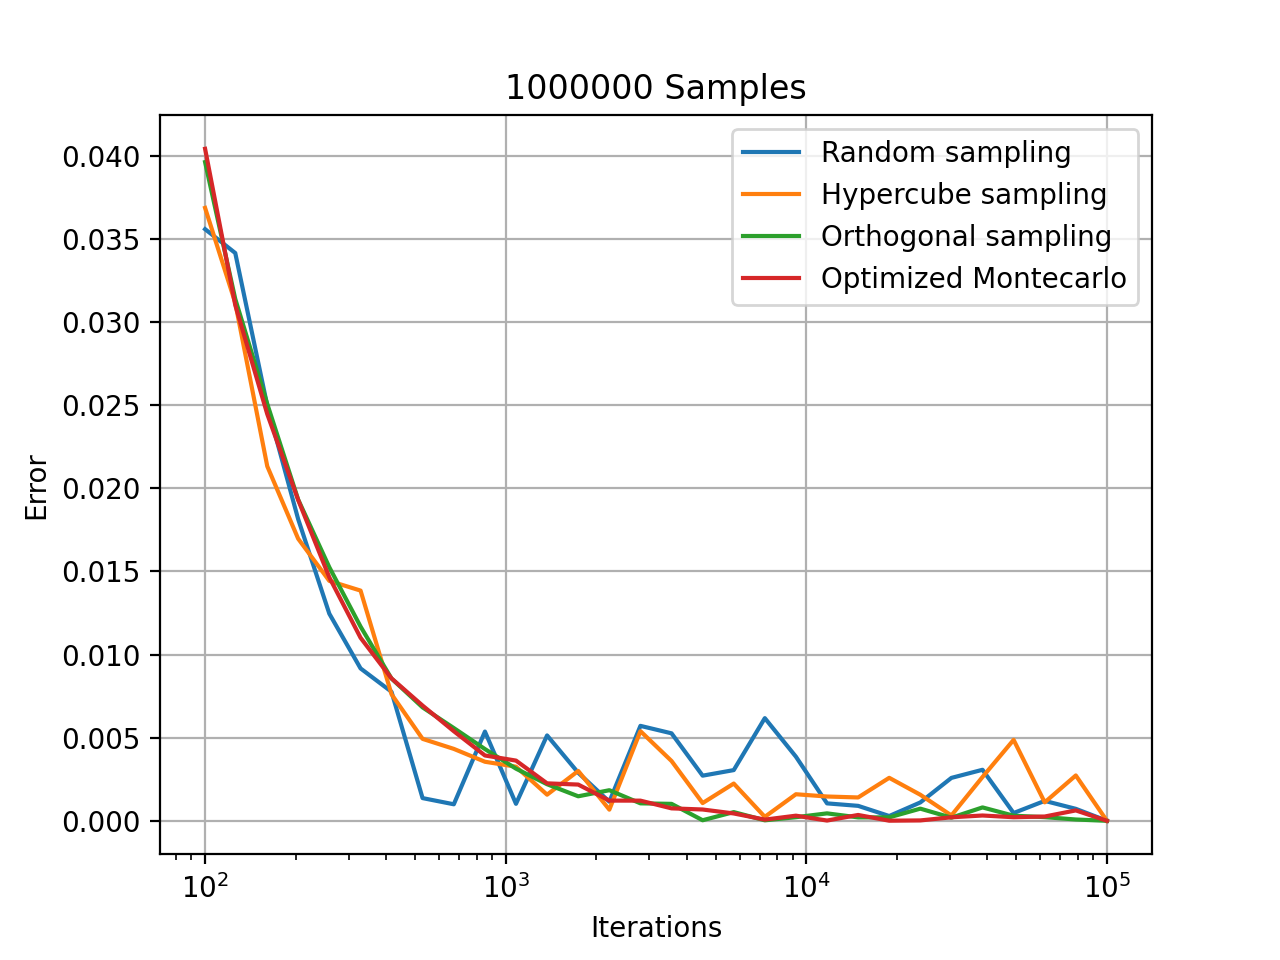 1000000 Samples
Random sampling
Hypercube sampling
Orthogonal sampling
Optimized Montecarlo
0.040
0.035
0.030
0.025
0.020
0.015
0.010
0.005
0.000
Error
10² 10³ 10⁴ 10⁵
Iterations